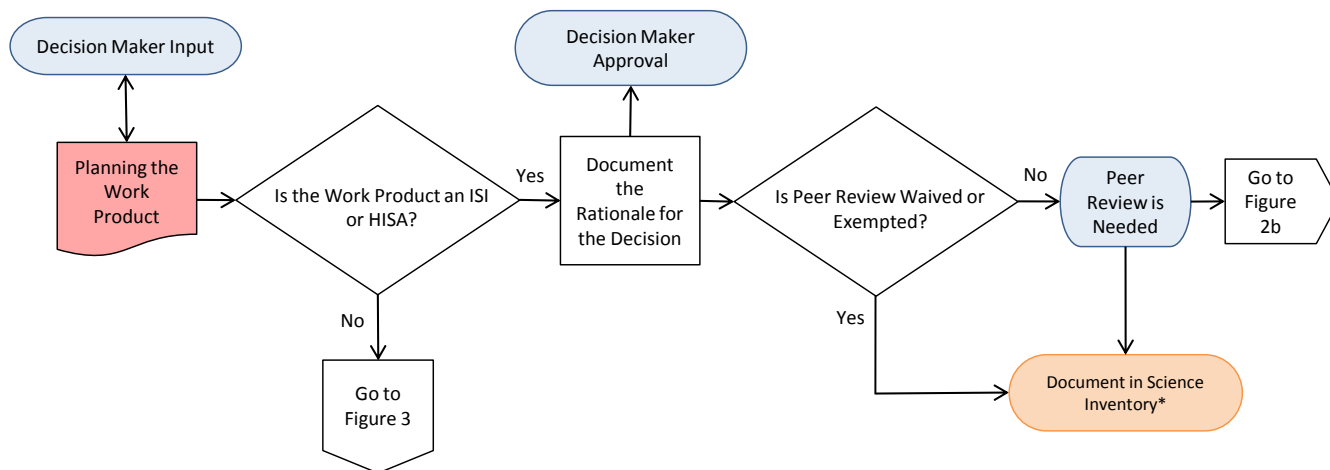 Decision Maker Input
Planning the
Work
Product
Is the Work Product an ISI
or HISA?
Yes
No
Go to
Figure 3
Decision Maker
Approval
Document
the
Rationale for
the Decision
Is Peer Review Waived or
Exempted?
No
Yes
Peer
Review is
Needed
Go to
Figure
2b
Document in Science
Inventory*